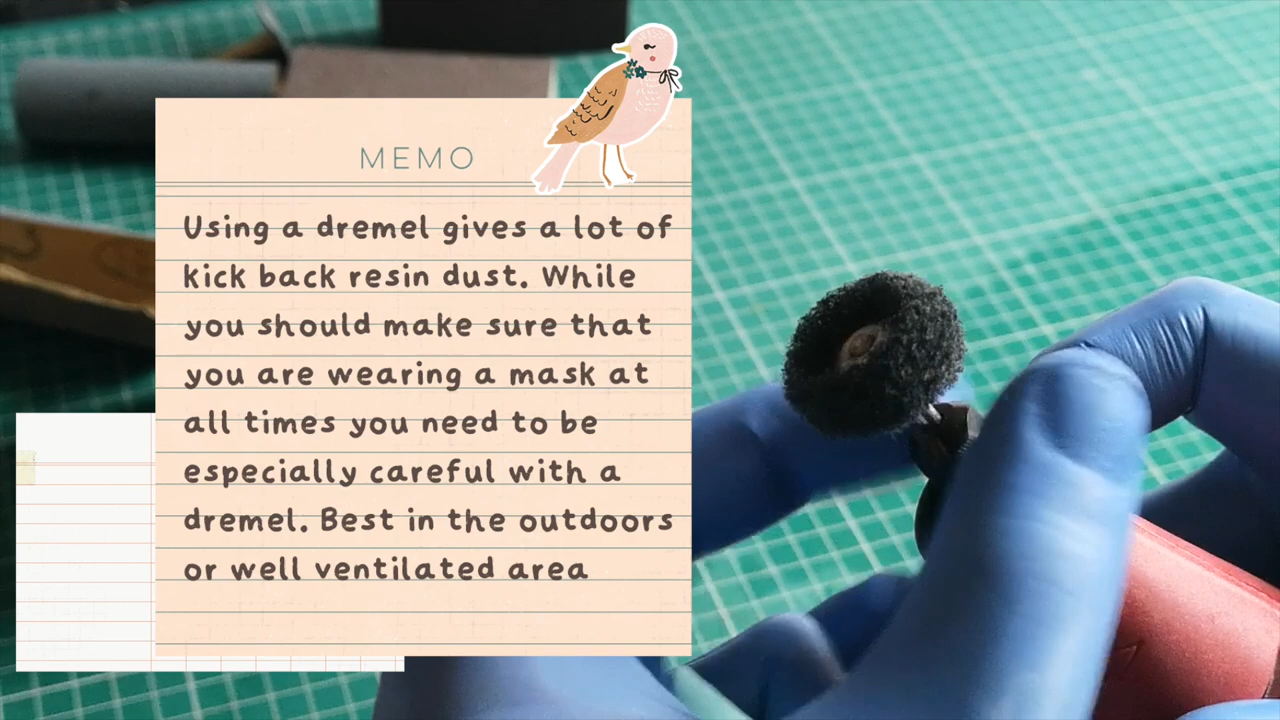 MEMO
Using a dremel gives a lot of
kick back resin dust. While
you should make sure that
you are wearing a mask at
all times you need to be
especially careful with a
dremel. Best in the outdoors
or well ventilated area